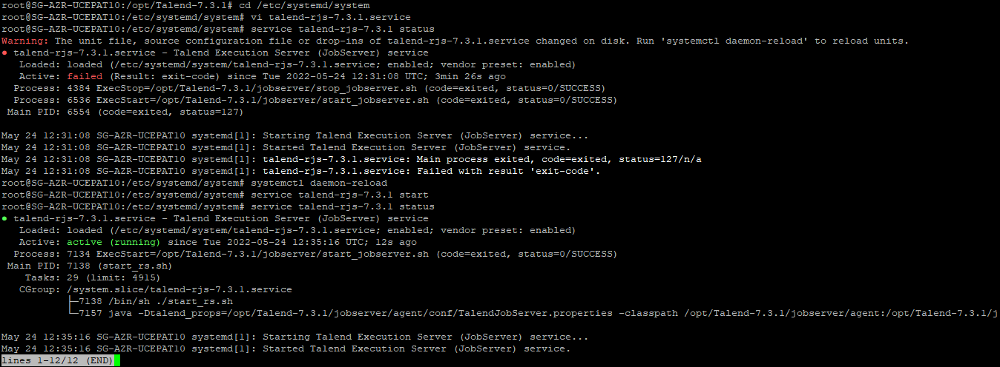 root@SG-AZR-UCEPAT10:/opt/Talend-7.3.1# cd /etc/systemd/system
root@SG-AZR-UCEPAT10:/etc/systemd/system# vi talend-rjs-7.3.1.service
root@SG-AZR-UCEPAT10:/etc/systemd/system# service talend-rjs-7.3.1 status
Warning: The unit file, source configuration file or drop-ins of talend-rjs-7.3.1.service changed on disk. Run 'systemctl daemon-reload' to reload units.
● talend-rjs-7.3.1.service - Talend Execution Server (JobServer) service
   Loaded: loaded (/etc/systemd/system/talend-rjs-7.3.1.service; enabled; vendor preset: enabled)
   Active: failed (Result: exit-code) since Tue 2022-05-24 12:31:08 UTC; 3min 26s ago
  Process: 4384 ExecStop=/opt/Talend-7.3.1/jobserver/stop_jobserver.sh (code=exited, status=0/SUCCESS)
  Process: 6536 ExecStart=/opt/Talend-7.3.1/jobserver/start_jobserver.sh (code=exited, status=0/SUCCESS)
 Main PID: 6554 (code=exited, status=127)

May 24 12:31:08 SG-AZR-UCEPAT10 systemd[1]: Starting Talend Execution Server (JobServer) service...
May 24 12:31:08 SG-AZR-UCEPAT10 systemd[1]: Started Talend Execution Server (JobServer) service.
May 24 12:31:08 SG-AZR-UCEPAT10 systemd[1]: talend-rjs-7.3.1.service: Main process exited, code=exited, status=127/n/a
May 24 12:31:08 SG-AZR-UCEPAT10 systemd[1]: talend-rjs-7.3.1.service: Failed with result 'exit-code'.
root@SG-AZR-UCEPAT10:/etc/systemd/system# systemctl daemon-reload
root@SG-AZR-UCEPAT10:/etc/systemd/system# service talend-rjs-7.3.1 start
root@SG-AZR-UCEPAT10:/etc/systemd/system# service talend-rjs-7.3.1 status
● talend-rjs-7.3.1.service - Talend Execution Server (JobServer) service
   Loaded: loaded (/etc/systemd/system/talend-rjs-7.3.1.service; enabled; vendor preset: enabled)
   Active: active (running) since Tue 2022-05-24 12:35:16 UTC; 12s ago
  Process: 7134 ExecStart=/opt/Talend-7.3.1/jobserver/start_jobserver.sh (code=exited, status=0/SUCCESS)
 Main PID: 7138 (start_rs.sh)
    Tasks: 29 (limit: 4915)
   CGroup: /system.slice/talend-rjs-7.3.1.service
           ├─7138 /bin/sh ./start_rs.sh
           └─7157 java -Dtalend_props=/opt/Talend-7.3.1/jobserver/agent/conf/TalendJobServer.properties -classpath /opt/Talend-7.3.1/jobserver/agent:/opt/Talend-7.3.1/j

May 24 12:35:16 SG-AZR-UCEPAT10 systemd[1]: Starting Talend Execution Server (JobServer) service...
May 24 12:35:16 SG-AZR-UCEPAT10 systemd[1]: Started Talend Execution Server (JobServer) service.
lines 1-12/12 (END)